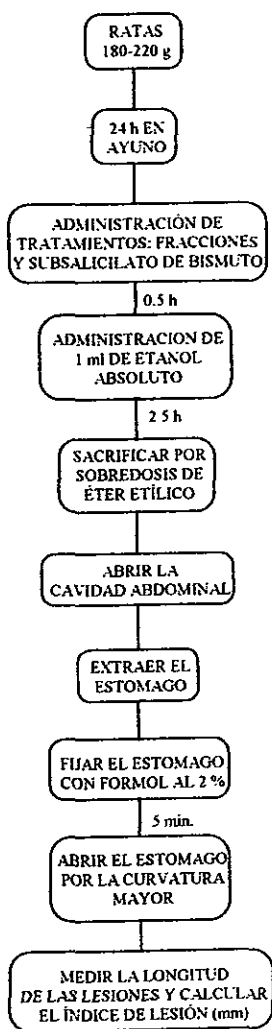 RATAS
180-220 g
24 h EN
AYUNO
ADMINISTRACIÓN DE
TRATAMIENTOS: FRACCIONES
Y SUBSALICILATO DE BISMUTO
0.5 h
ADMINISTRACION DE
1 ml DE ETANOL
ABSOLUTO
2 5 h
SACRIFICAR POR
SOBREDOSIS DE
ÉTER ETÍLICO
ABRIR LA
CAVIDAD ABDOMINAL
EXTRAER EL
ESTOMAGO
FIJAR EL ESTOMAGO
CON FORMOL AL 2 %
5 min.
ABRIR EL ESTOMAGO
POR LA CURVATURA
MAYOR
MEDIR LA LONGITUD
DE LAS LESIONES Y CALCULAR
EL ÍNDICE DE LESIÓN (mm)